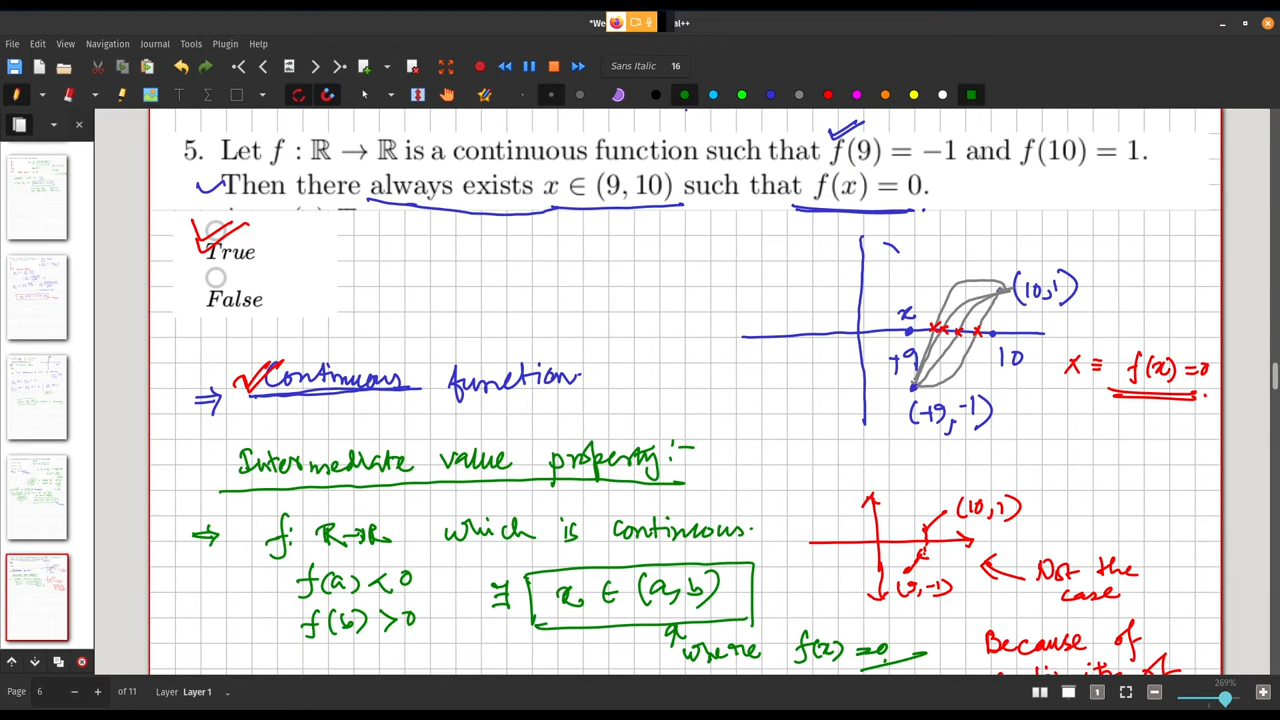 *We
al++
File Edit View Navigation Journal Tools Plugin Help
Sans Italic 16
5. Let f : ℝ → ℝ is a continuous function such that f(9) = −1 and f(10) = 1.
Then there always exists x ∈ (9, 10) such that f(x) = 0.
True
False
(10,1)
x
+9
10
(+9,-1)
x ≡ f(x)=0
⇒ Continuous function
Intermediate value property:-
⇒ f: ℝ→ℝ which is continuous.
f(a) < 0
f(b) > 0
∃ x ∈ (a,b)
where f(x)=0
(10,1)
(9,-1)
Not the
case
Because of
Page 6 of 11 Layer Layer 1
269%